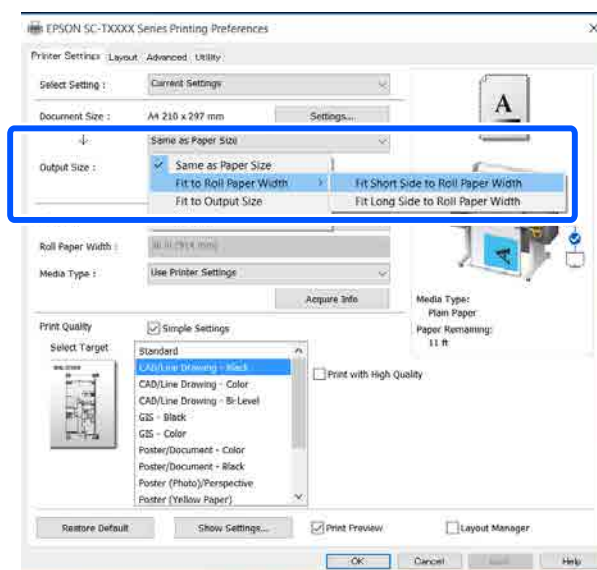 EPSON SC-TXXXX Series Printing Preferences
Printer Settings Layout Advanced Utility
Select Setting : Current Settings
Document Size : A4 210 x 297 mm Settings...
Same as Paper Size
Output Size : Same as Paper Size
Fit to Roll Paper Width Fit Short Side to Roll Paper Width
Fit to Output Size Fit Long Side to Roll Paper Width
Roll Paper Width :
Media Type : Use Printer Settings
Acquire Info
Media Type:
Plain Paper
Paper Remaining:
11 ft
Print Quality Simple Settings
Select Target
Standard
CAD/Line Drawing - Black
CAD/Line Drawing - Color
CAD/Line Drawing - Bi-Level
GIS - Black
GIS - Color
Poster/Document - Color
Poster/Document - Black
Poster (Photo)/Perspective
Poster (Yellow Paper)
Print with High Quality
Restore Default Show Settings... Print Preview Layout Manager
OK Cancel Help
A
A